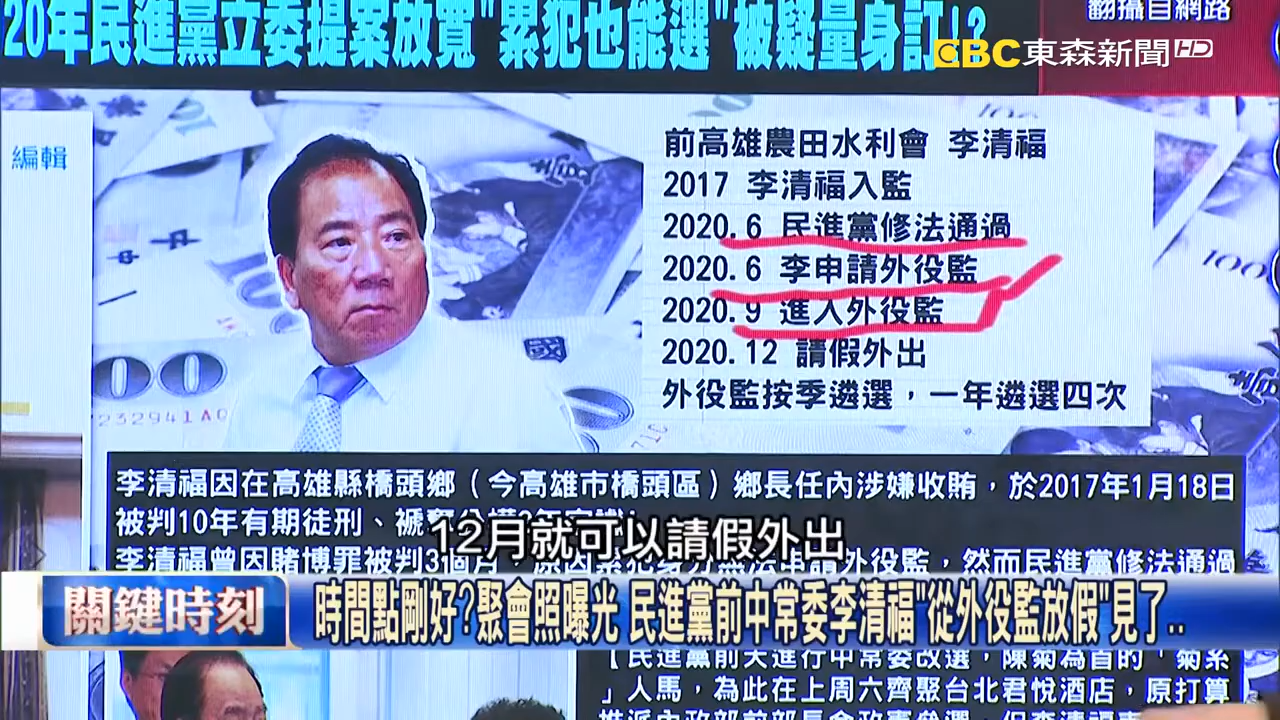 翻攝自網路
20年民進黨立委提案放寬"累犯也能選"被疑量身訂!?
EBC東森新聞HD
編輯
前高雄農田水利會 李清福
2017 李清福入監
2020.6 民進黨修法通過
2020.6 李申請外役監
2020.9 進入外役監
2020.12 請假外出
外役監按季遴選，一年遴選四次
100
中
國
00
232941AC
李清福因在高雄縣橋頭鄉（今高雄市橋頭區）鄉長任內涉嫌收賄，於2017年1月18日
被判10年有期徒刑、褫奪公權
12月就可以請假外出
李清福曾因賭博罪被判3個月，
申請外役監，然而民進黨修法通過
關鍵時刻
時間點剛好?聚會照曝光 民進黨前中常委李清福"從外役監放假"見了..
【民進黨前天進行中常委改選，陳菊為首的「菊系
」人馬，為此在上周六齊聚台北君悅酒店，原打算